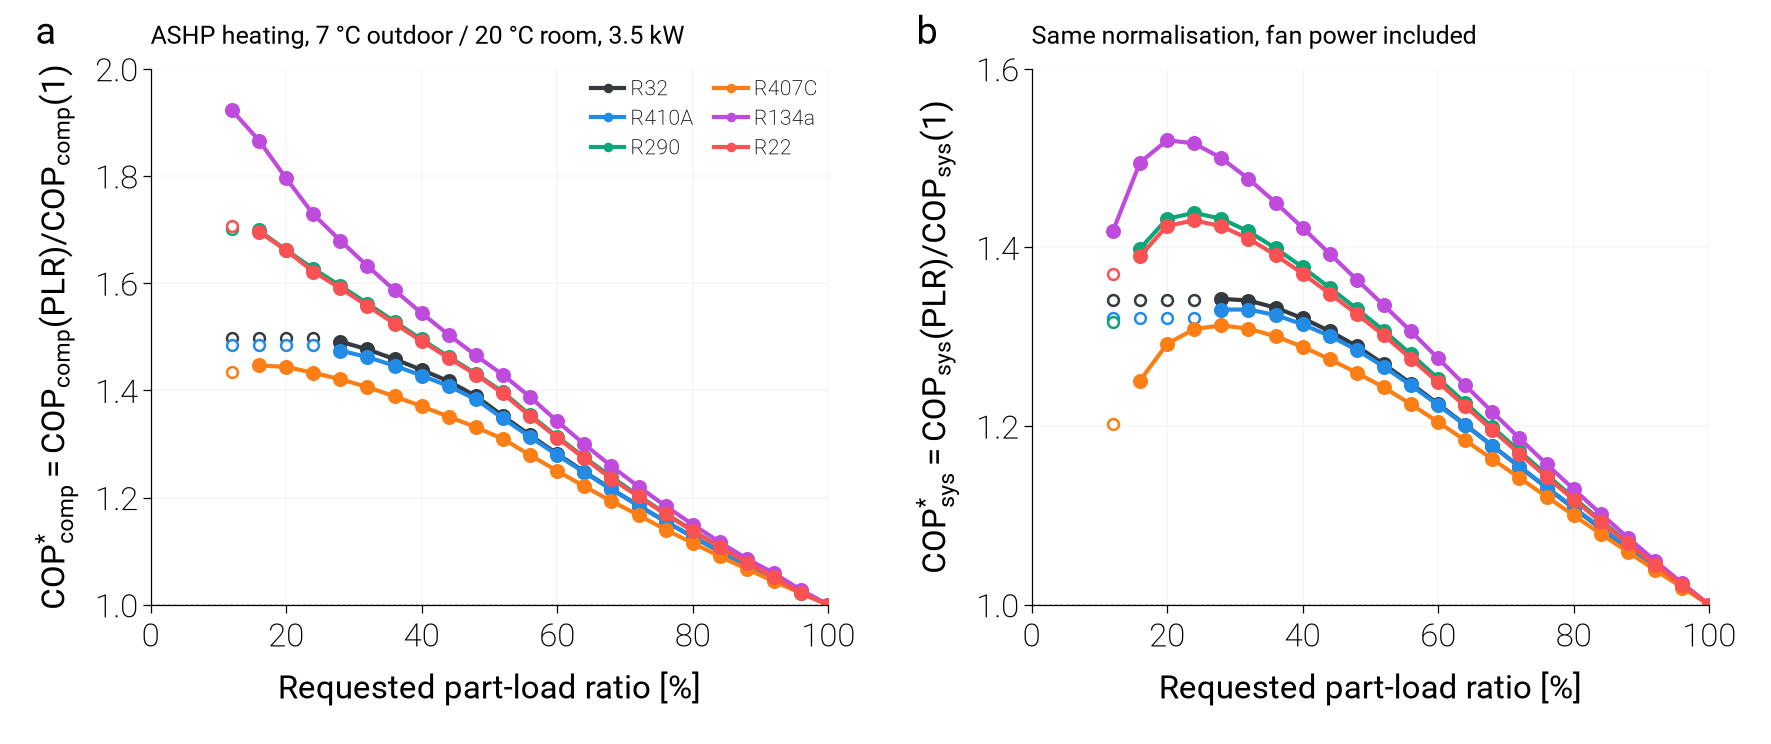 a
ASHP heating, 7 °C outdoor / 20 °C room, 3.5 kW
COP*comp = COPcomp(PLR)/COPcomp(1)
2.0
1.8
1.6
1.4
1.2
1.0
R32
R410A
R290
R407C
R134a
R22
0 20 40 60 80 100
Requested part-load ratio [%]
b
Same normalisation, fan power included
COP*sys = COPsys(PLR)/COPsys(1)
1.6
1.4
1.2
1.0
0 20 40 60 80 100
Requested part-load ratio [%]